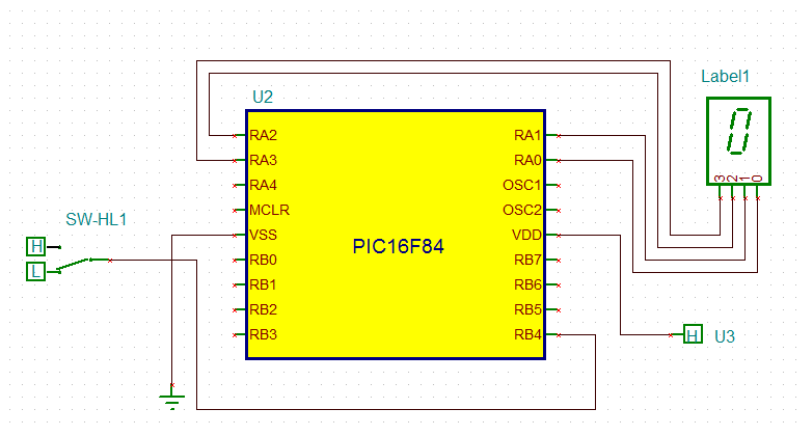 Label1
0
3 2 1 0
U2
RA2
RA3
RA4
MCLR
VSS
RB0
RB1
RB2
RB3
PIC16F84
RA1
RA0
OSC1
OSC2
VDD
RB7
RB6
RB5
RB4
SW-HL1
H
L
H U3